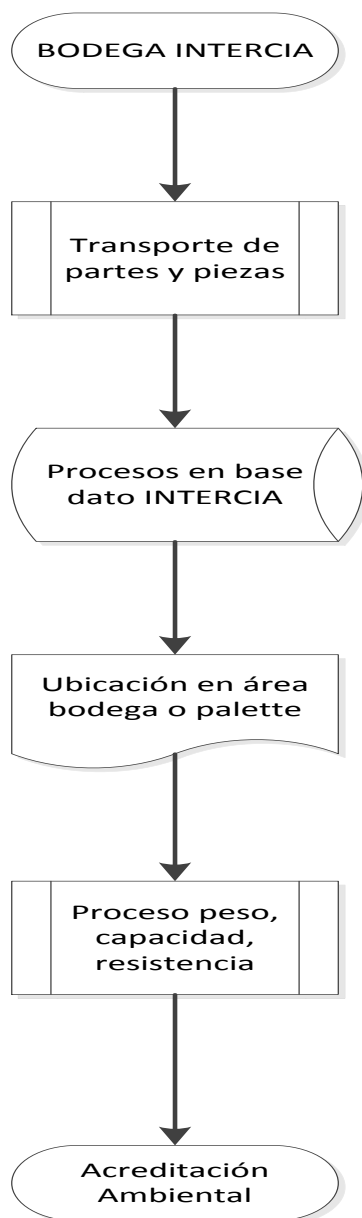 BODEGA INTERCIA
Transporte de
partes y piezas
Procesos en base
dato INTERCIA
Ubicación en área
bodega o palette
Proceso peso,
capacidad,
resistencia
Acreditación
Ambiental